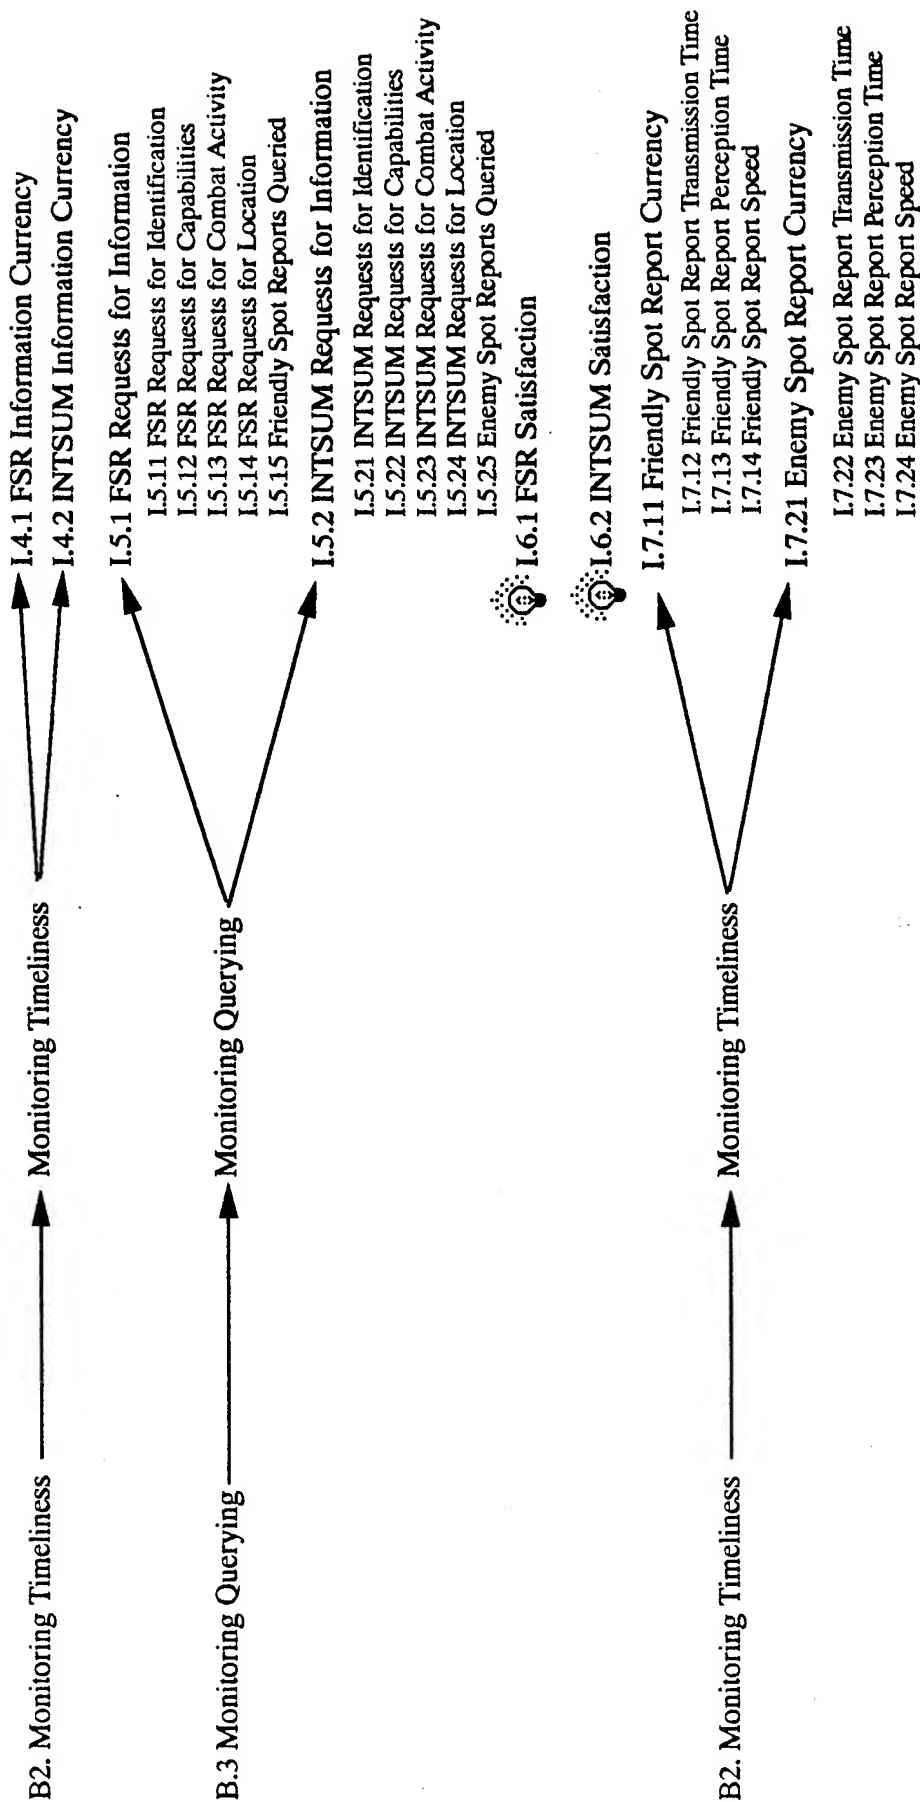 B2. Monitoring Timeliness
Monitoring Timeliness
I.4.1 FSR Information Currency
I.4.2 INTSUM Information Currency
B.3 Monitoring Querying
Monitoring Querying
I.5.1 FSR Requests for Information
I.5.11 FSR Requests for Identification
I.5.12 FSR Requests for Capabilities
I.5.13 FSR Requests for Combat Activity
I.5.14 FSR Requests for Location
I.5.15 Friendly Spot Reports Queried
I.5.2 INTSUM Requests for Information
I.5.21 INTSUM Requests for Identification
I.5.22 INTSUM Requests for Capabilities
I.5.23 INTSUM Requests for Combat Activity
I.5.24 INTSUM Requests for Location
I.5.25 Enemy Spot Reports Queried
I.6.1 FSR Satisfaction
I.6.2 INTSUM Satisfaction
B2. Monitoring Timeliness
Monitoring Timeliness
I.7.11 Friendly Spot Report Currency
I.7.12 Friendly Spot Report Transmission Time
I.7.13 Friendly Spot Report Perception Time
I.7.14 Friendly Spot Report Speed
I.7.21 Enemy Spot Report Currency
I.7.22 Enemy Spot Report Transmission Time
I.7.23 Enemy Spot Report Perception Time
I.7.24 Enemy Spot Report Speed